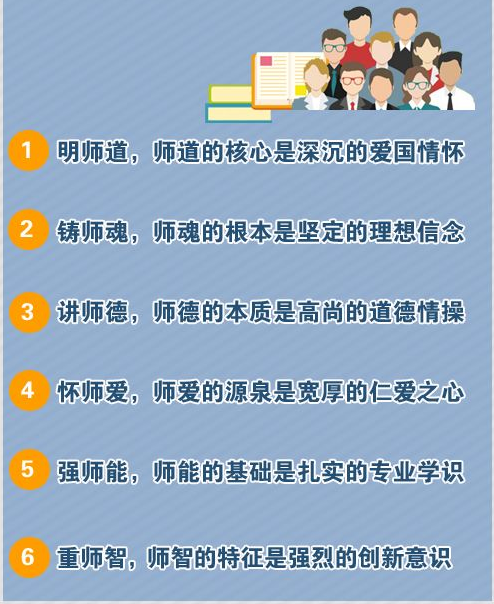 1 明师道，师道的核心是深沉的爱国情怀
2 铸师魂，师魂的根本是坚定的理想信念
3 讲师德，师德的本质是高尚的道德情操
4 怀师爱，师爱的源泉是宽厚的仁爱之心
5 强师能，师能的基础是扎实的专业学识
6 重师智，师智的特征是强烈的创新意识